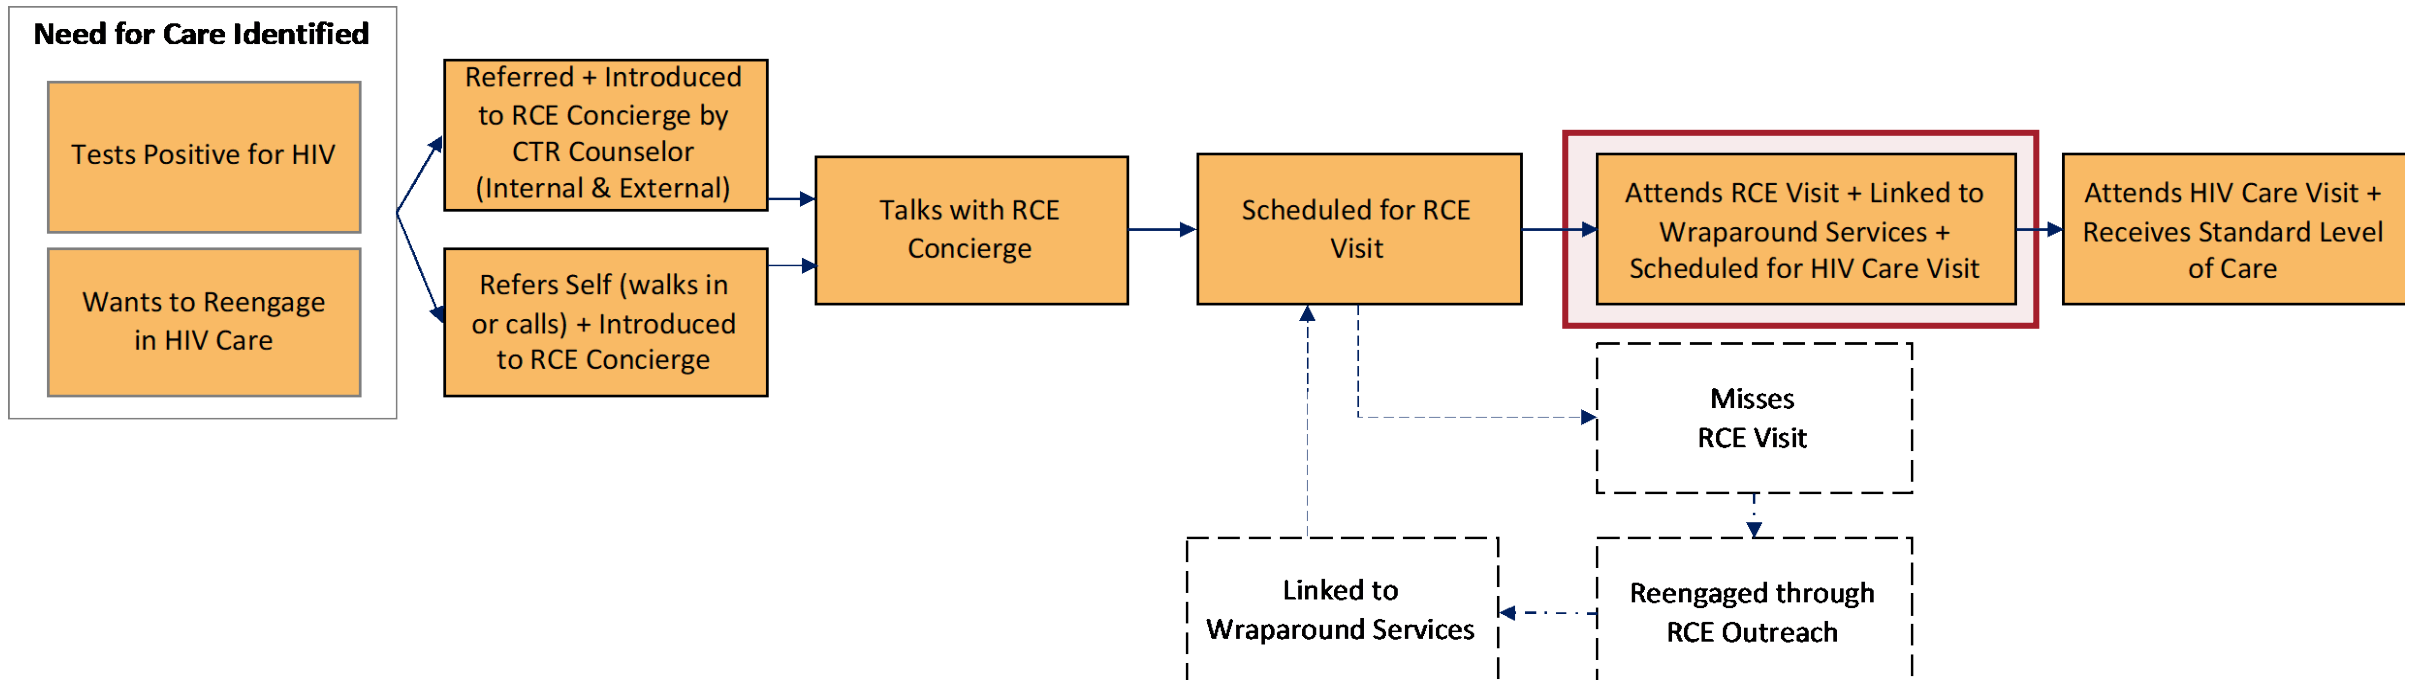 Need for Care Identified
Tests Positive for HIV
Wants to Reengage
in HIV Care
Referred + Introduced
to RCE Concierge by
CTR Counselor
(Internal & External)
Refers Self (walks in
or calls) + Introduced
to RCE Concierge
Talks with RCE
Concierge
Scheduled for RCE
Visit
Attends RCE Visit + Linked to
Wraparound Services +
Scheduled for HIV Care Visit
Attends HIV Care Visit +
Receives Standard Level
of Care
Misses
RCE Visit
Reengaged through
RCE Outreach
Linked to
Wraparound Services